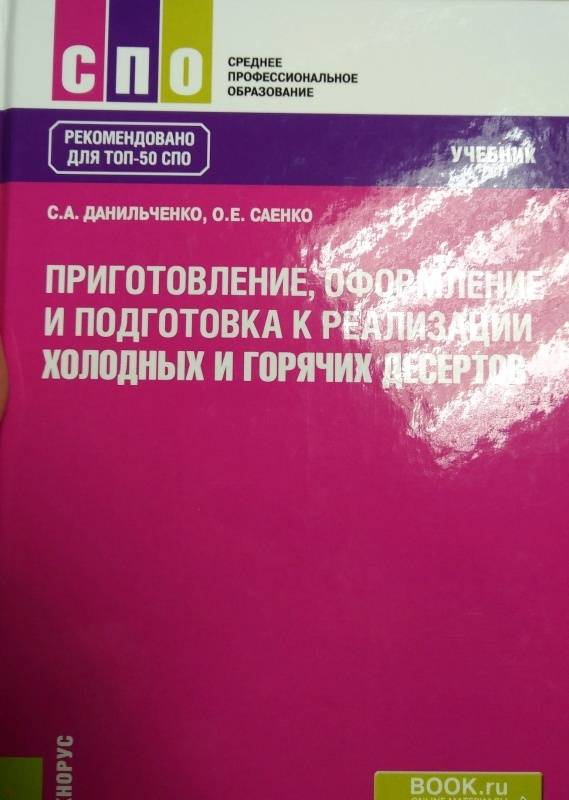 СПО
СРЕДНЕЕ
ПРОФЕССИОНАЛЬНОЕ
ОБРАЗОВАНИЕ
РЕКОМЕНДОВАНО
ДЛЯ ТОП-50 СПО
УЧЕБНИК
С.А. ДАНИЛЬЧЕНКО, О.Е. САЕНКО
ПРИГОТОВЛЕНИЕ, ОФОРМЛЕНИЕ
И ПОДГОТОВКА К РЕАЛИЗАЦИИ
ХОЛОДНЫХ И ГОРЯЧИХ ДЕСЕРТОВ
НОРУС
BOOK.ru